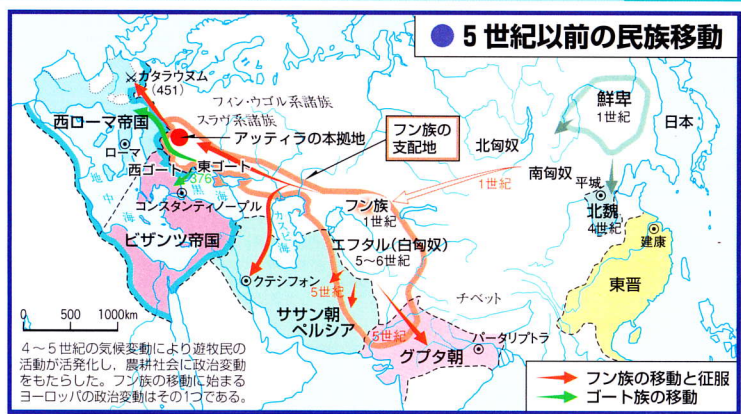 ● 5世紀以前の民族移動
カタラウヌム
(451)
フィン・ウゴル系諸族
スラヴ系諸族
アッティラの本拠地
西ローマ帝国
ローマ
西ゴート
東ゴート
376
黒海
地中海
コンスタンティノープル
ビザンツ帝国
カスピ海
フン族の
支配地
北匈奴
南匈奴
1世紀
鮮卑
1世紀
日本
平城
北魏
4世紀
建康
東晋
フン族
1世紀
エフタル(白匈奴)
5〜6世紀
クテシフォン
5世紀
ササン朝
ペルシア
5世紀
チベット
グプタ朝
パータリプトラ
0 500 1000km
4〜5世紀の気候変動により遊牧民の
活動が活発化し,農耕社会に政治変動
をもたらした。フン族の移動に始まる
ヨーロッパの政治変動はその1つである。
フン族の移動と征服
ゴート族の移動